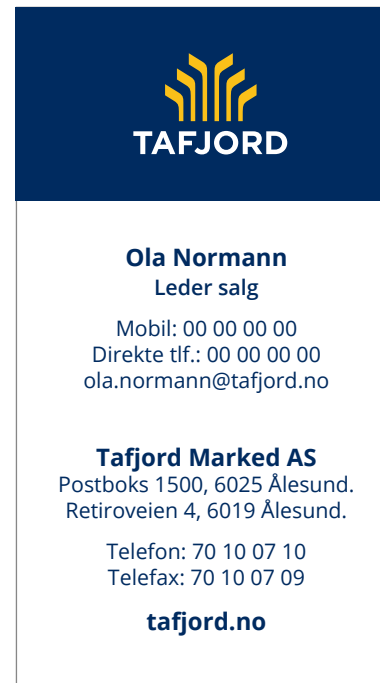 TAFJORD
Ola Normann
Leder salg
Mobil: 00 00 00 00
Direkte tlf.: 00 00 00 00
ola.normann@tafjord.no
Tafjord Marked AS
Postboks 1500, 6025 Ålesund.
Retiroveien 4, 6019 Ålesund.
Telefon: 70 10 07 10
Telefax: 70 10 07 09
tafjord.no